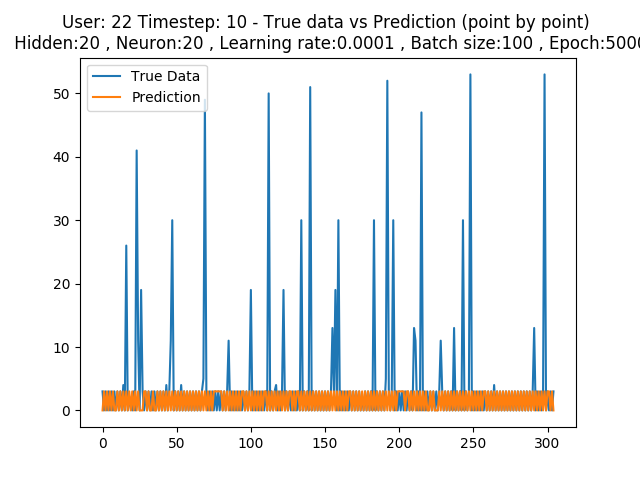 User: 22 Timestep: 10 - True data vs Prediction (point by point)
Hidden:20 , Neuron:20 , Learning rate:0.0001 , Batch size:100 , Epoch:5000
True Data
Prediction
50
40
30
20
10
0
0 50 100 150 200 250 300